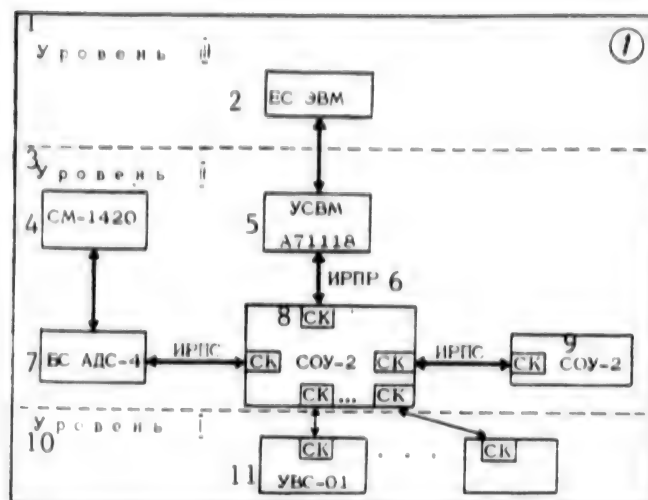 1
Уровень III
①
2 ЕС ЭВМ
3
Уровень II
4 СМ-1420
5 УСВМ
А71118
ИРПР 6
8 СК
7 БС АДС-4
ИРПС
СК СОУ-2 СК
ИРПС
9
СК СОУ-2
СК ... СК
Уровень I
10
11 СК
УВС-01
. . .
СК